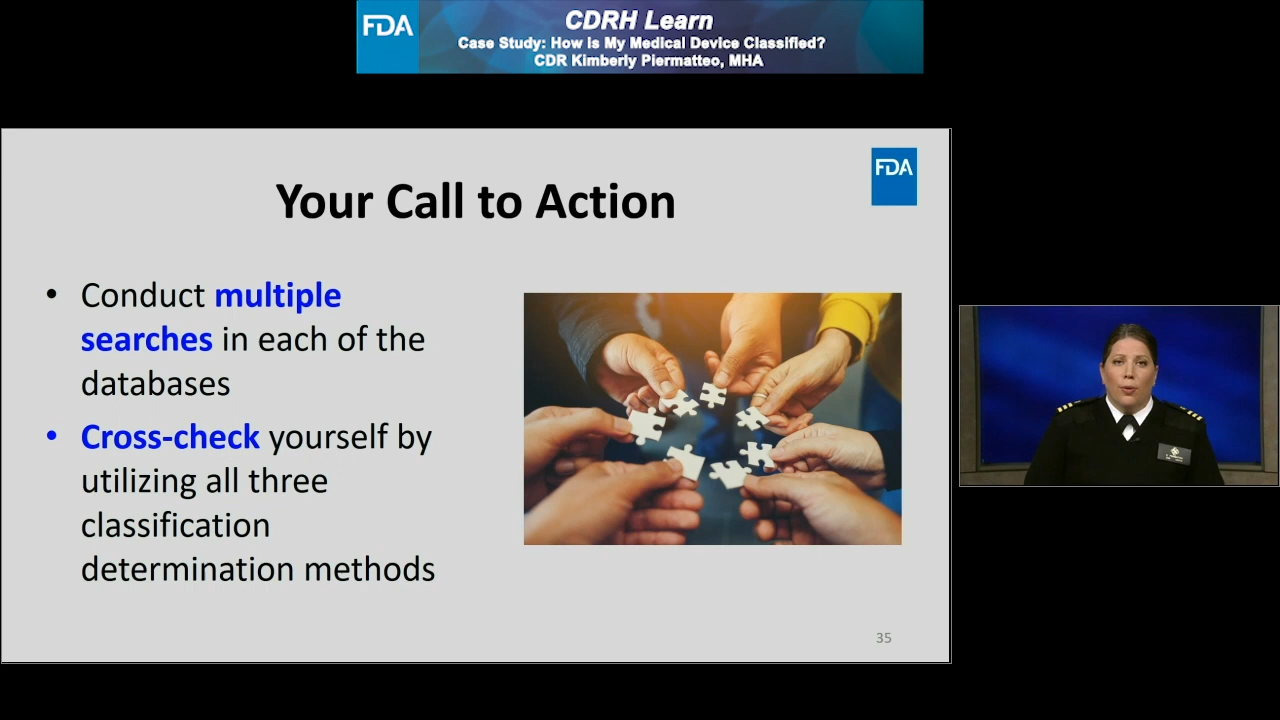 FDA
CDRH Learn
Case Study: How is My Medical Device Classified?
CDR Kimberly Piermatteo, MHA
FDA
Your Call to Action
• Conduct multiple
searches in each of the
databases
• Cross-check yourself by
utilizing all three
classification
determination methods
35